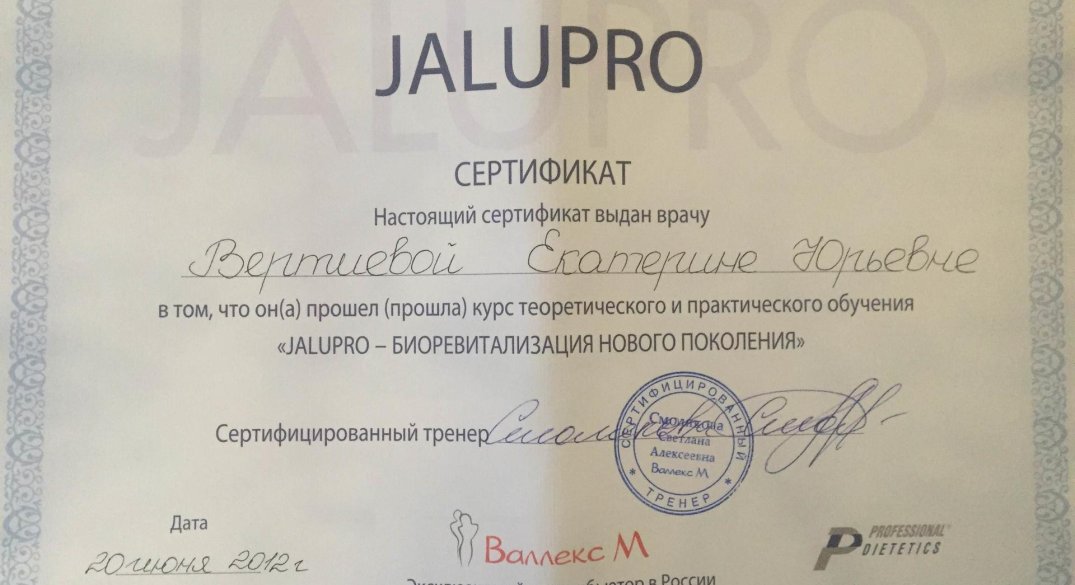 JALUPRO
СЕРТИФИКАТ
Настоящий сертификат выдан врачу
Вертиевой Екатерине Юрьевне
в том, что он(а) прошел (прошла) курс теоретического и практического обучения
«JALUPRO – БИОРЕВИТАЛИЗАЦИЯ НОВОГО ПОКОЛЕНИЯ»
Сертифицированный тренер
СЕРТИФИЦИРОВАННЫЙ
Светлана
Алексеевна
Валлекс М
ТРЕНЕР
Дата
20 июня 2012 г
Валлекс М
PROFESSIONAL
DIETETICS
в России